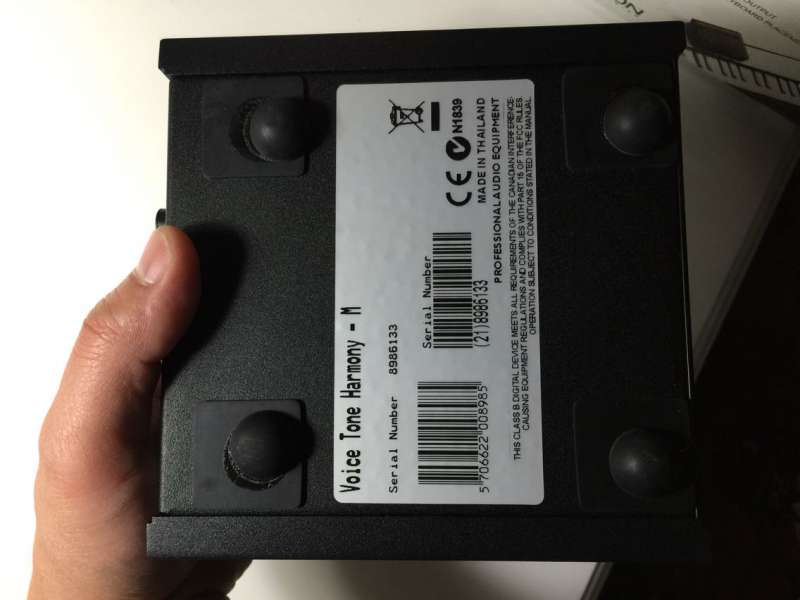 Voice Tone Harmony - M
Serial Number 8986133
5 706622 008985
Serial Number
(21)8986133
CE N1839
MADE IN THAILAND
PROFESSIONAL AUDIO EQUIPMENT
THIS CLASS B DIGITAL DEVICE MEETS ALL REQUIREMENTS OF THE CANADIAN INTERFERENCE-
CAUSING EQUIPMENT REGULATIONS AND COMPLIES WITH PART 15 OF THE FCC RULES.
OPERATION SUBJECT TO CONDITIONS STATED IN THE MANUAL
OUTPUT